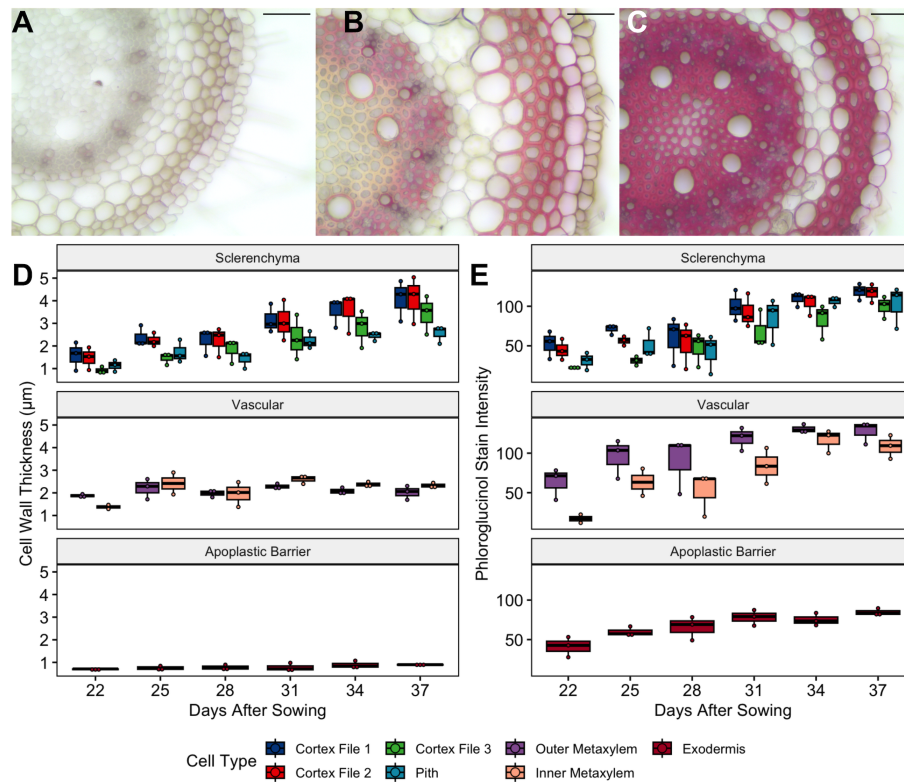 A B C
D E
Sclerenchyma
5
4
3
2
1
Vascular
5
4
3
2
1
Apoplastic Barrier
5
4
3
2
1
Cell Wall Thickness (µm)
22 25 28 31 34 37
Days After Sowing
Sclerenchyma
100
50
Vascular
100
50
Apoplastic Barrier
100
50
Phloroglucinol Stain Intensity
22 25 28 31 34 37
Days After Sowing
Cell Type
Cortex File 1 Cortex File 3 Outer Metaxylem Exodermis
Cortex File 2 Pith Inner Metaxylem